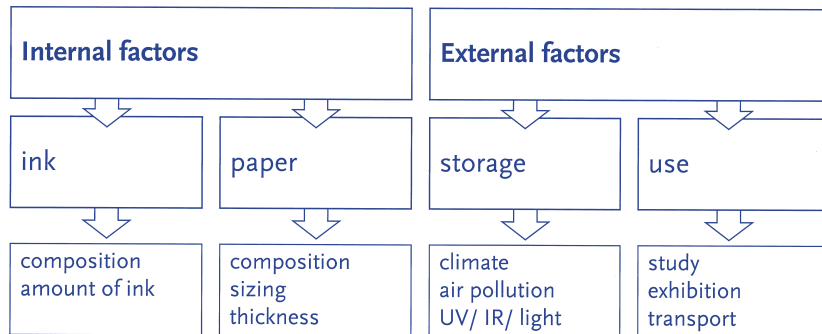 Internal factors
External factors
ink
paper
storage
use
composition
amount of ink
composition
sizing
thickness
climate
air pollution
UV/ IR/ light
study
exhibition
transport